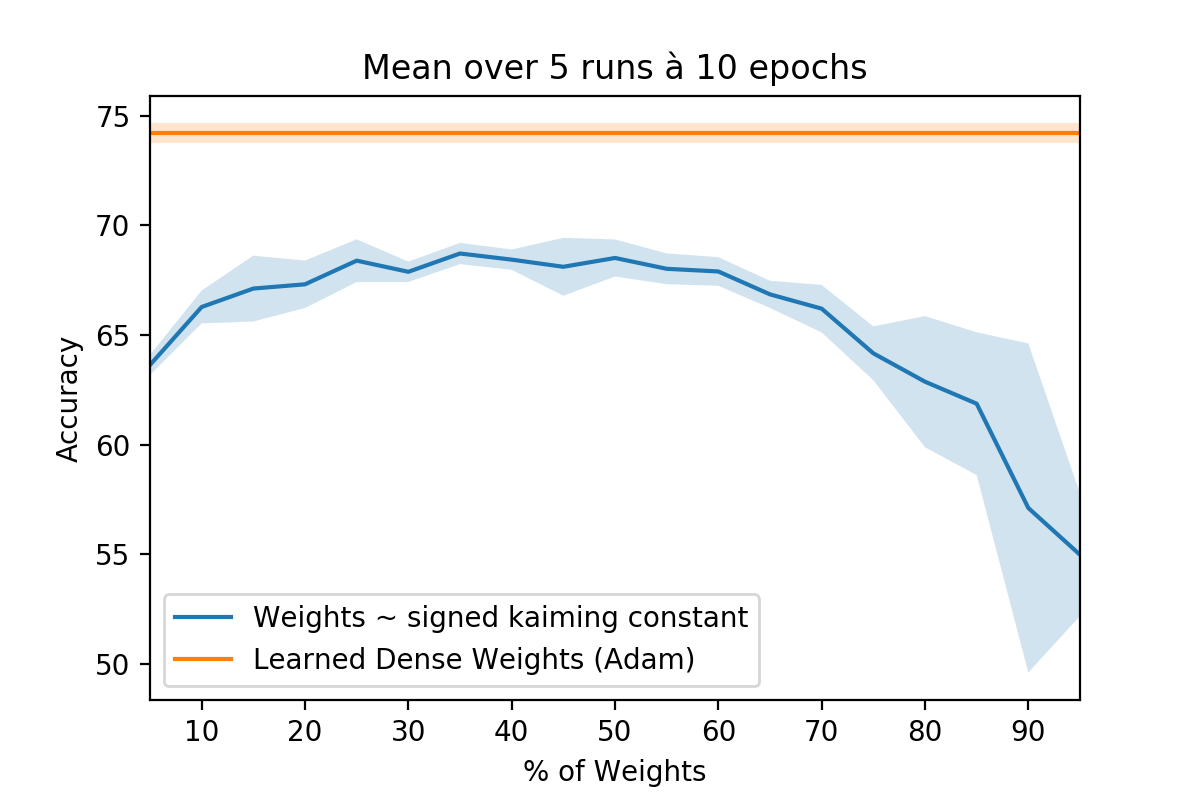 Mean over 5 runs à 10 epochs
75
70
65
60
55
50
Accuracy
Weights ~ signed kaiming constant
Learned Dense Weights (Adam)
10 20 30 40 50 60 70 80 90
% of Weights